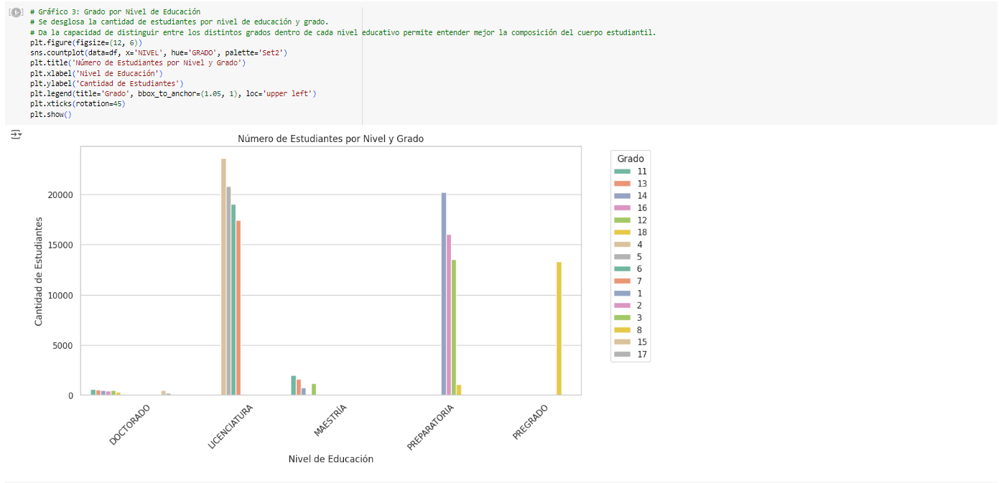 # Gráfico 3: Grado por Nivel de Educación
# Se desglosa la cantidad de estudiantes por nivel de educación y grado.
# Da la capacidad de distinguir entre los distintos grados dentro de cada nivel educativo permite entender mejor la composición del cuerpo estudiantil.
plt.figure(figsize=(12, 6))
sns.countplot(data=df, x='NIVEL', hue='GRADO', palette='Set2')
plt.title('Número de Estudiantes por Nivel y Grado')
plt.xlabel('Nivel de Educación')
plt.ylabel('Cantidad de Estudiantes')
plt.legend(title='Grado', bbox_to_anchor=(1.05, 1), loc='upper left')
plt.xticks(rotation=45)
plt.show()
Número de Estudiantes por Nivel y Grado
Cantidad de Estudiantes
20000
15000
10000
5000
0
DOCTORADO
LICENCIATURA
MAESTRÍA
PREPARATORIA
PREGRADO
Nivel de Educación
Grado
11
13
14
16
12
18
4
5
6
7
1
2
3
8
15
17